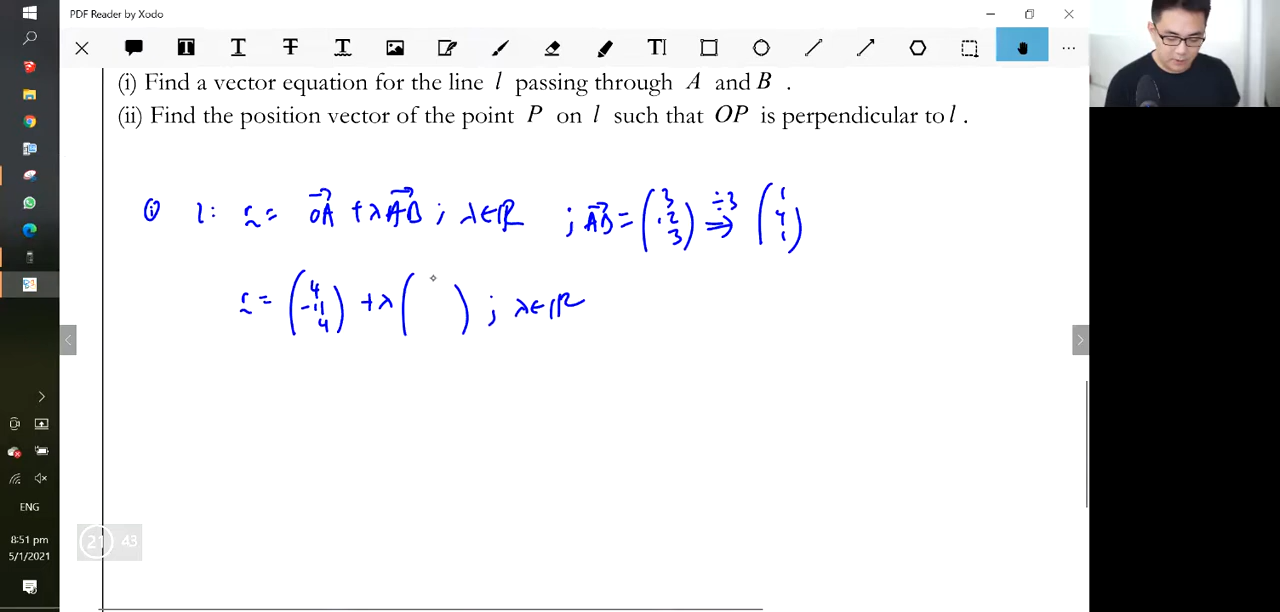 PDF Reader by Xodo
(i) Find a vector equation for the line l passing through A and B .
(ii) Find the position vector of the point P on l such that OP is perpendicular to l .
(i) l: r = OA + λAB ; λ∈ℝ ; AB = (3 12 3) ÷3 ⇒ (1 4 1)
r = (4 -11 4) + λ( ) ; λ∈ℝ
ENG
8:51 pm
5/1/2021
21 43